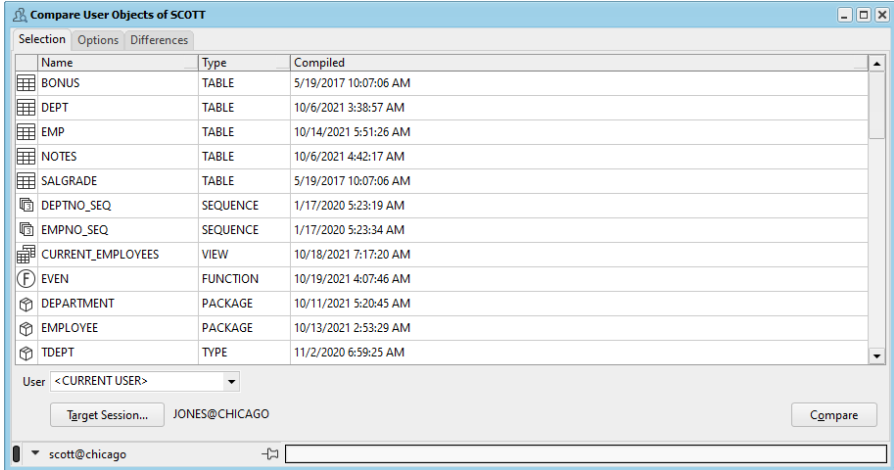 Compare User Objects of SCOTT
Selection Options Differences
Name Type Compiled
BONUS TABLE 5/19/2017 10:07:06 AM
DEPT TABLE 10/6/2021 3:38:57 AM
EMP TABLE 10/14/2021 5:51:26 AM
NOTES TABLE 10/6/2021 4:42:17 AM
SALGRADE TABLE 5/19/2017 10:07:06 AM
DEPTNO_SEQ SEQUENCE 1/17/2020 5:23:19 AM
EMPNO_SEQ SEQUENCE 1/17/2020 5:23:34 AM
CURRENT_EMPLOYEES VIEW 10/18/2021 7:17:20 AM
F EVEN FUNCTION 10/19/2021 4:07:46 AM
DEPARTMENT PACKAGE 10/11/2021 5:20:45 AM
EMPLOYEE PACKAGE 10/13/2021 2:53:29 AM
TDEPT TYPE 11/2/2020 6:59:25 AM
User <CURRENT USER>
Target Session... JONES@CHICAGO Compare
scott@chicago